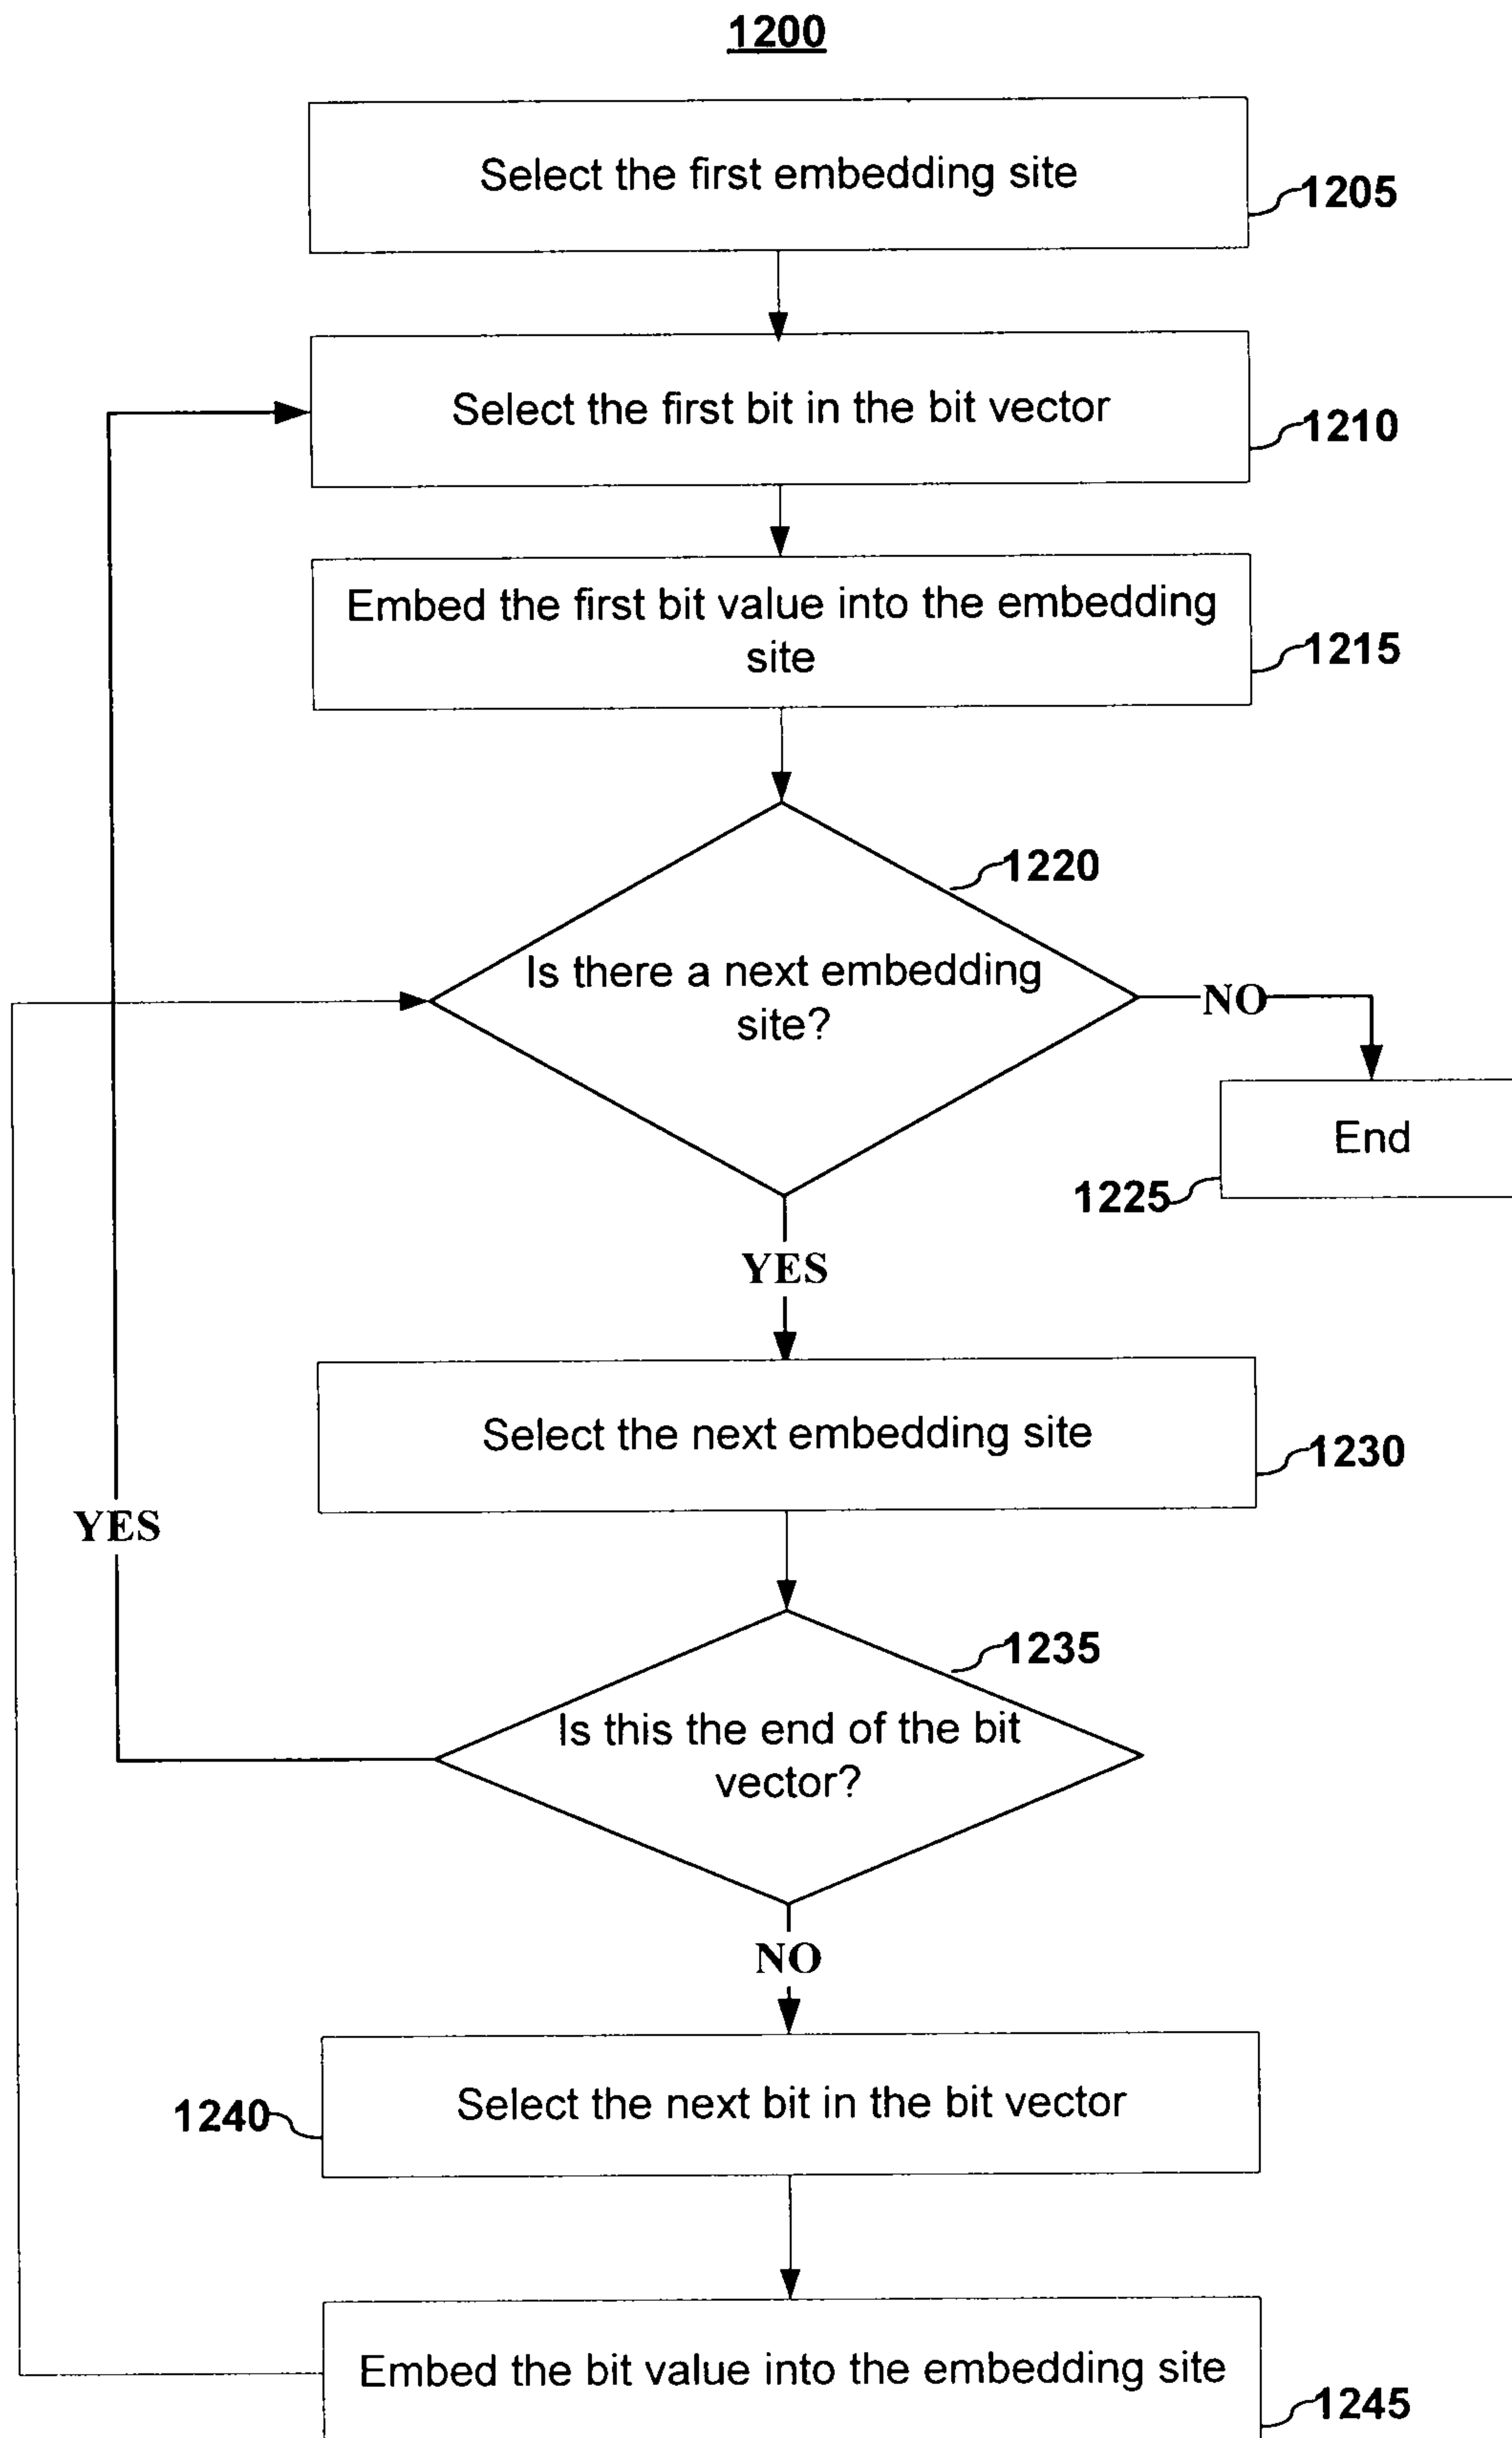 1200
Select the first embedding site
1205
Select the first bit in the bit vector
1210
Embed the first bit value into the embedding
site
1215
1220
Is there a next embedding
site?
NO
End
1225
YES
Select the next embedding site
1230
YES
1235
Is this the end of the bit
vector?
NO
Select the next bit in the bit vector
1240
Embed the bit value into the embedding site
1245